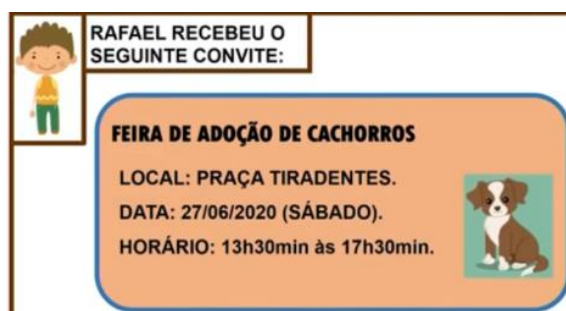 RAFAEL RECEBEU O
SEGUINTE CONVITE:
FEIRA DE ADOÇÃO DE CACHORROS
LOCAL: PRAÇA TIRADENTES.
DATA: 27/06/2020 (SÁBADO).
HORÁRIO: 13h30min às 17h30min.